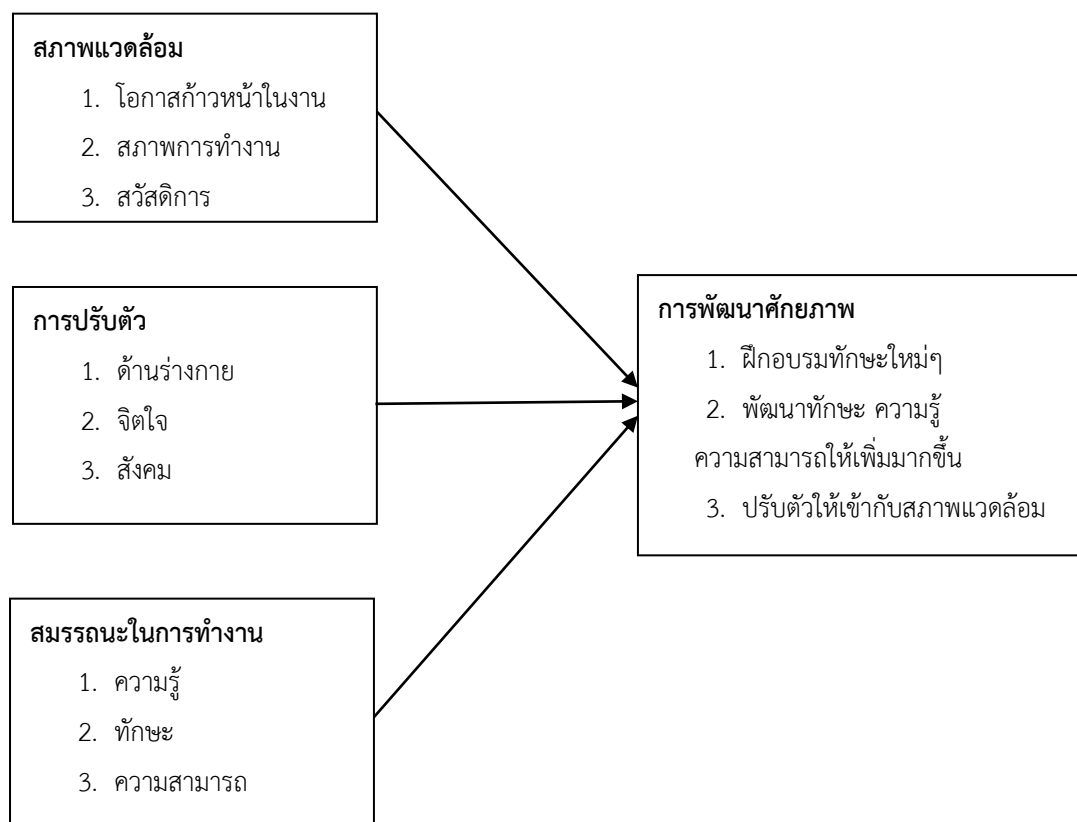 สภาพแวดล้อม
1. โอกาสก้าวหน้าในงาน
2. สภาพการทำงาน
3. สวัสดิการ
การปรับตัว
1. ด้านร่างกาย
2. จิตใจ
3. สังคม
สมรรถนะในการทำงาน
1. ความรู้
2. ทักษะ
3. ความสามารถ
การพัฒนาศักยภาพ
1. ฝึกอบรมทักษะใหม่ๆ
2. พัฒนาทักษะ ความรู้
ความสามารถให้เพิ่มมากขึ้น
3. ปรับตัวให้เข้ากับสภาพแวดล้อม